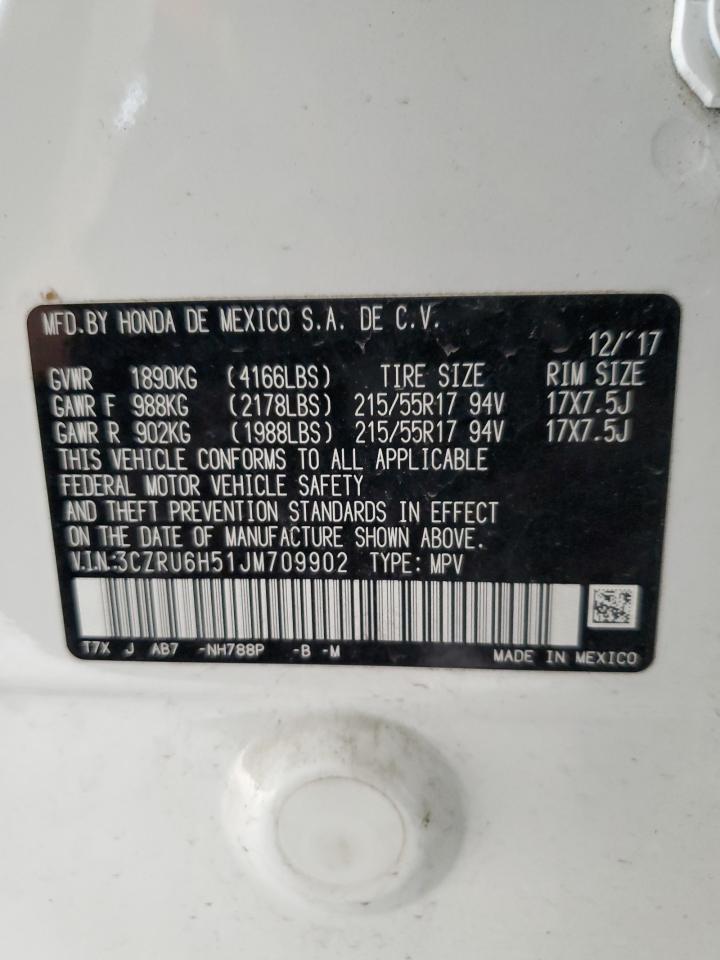 MFD.BY HONDA DE MEXICO S.A. DE C.V.
12/'17
GVWR 1890KG (4166LBS) TIRE SIZE RIM SIZE
GAWR F 988KG (2178LBS) 215/55R17 94V 17X7.5J
GAWR R 902KG (1988LBS) 215/55R17 94V 17X7.5J
THIS VEHICLE CONFORMS TO ALL APPLICABLE
FEDERAL MOTOR VEHICLE SAFETY
AND THEFT PREVENTION STANDARDS IN EFFECT
ON THE DATE OF MANUFACTURE SHOWN ABOVE.
V.I.N.:3CZRU6H51JM709902 TYPE: MPV
T7X J AB7 -NH788P -B -M MADE IN MEXICO